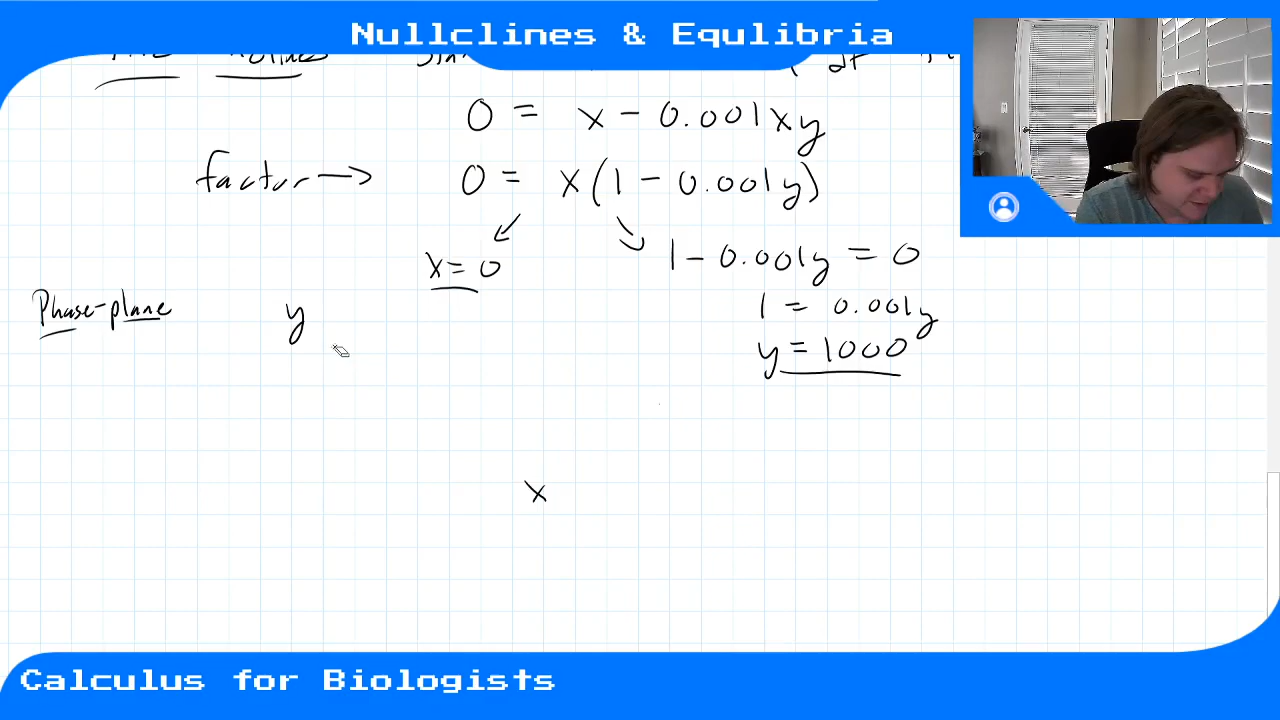 Nullclines & Equlibria
0 = x - 0.001xy
factor → 0 = x(1 - 0.001y)
x = 0
1 - 0.001y = 0
Phase-plane
y
1 = 0.001y
y = 1000
x
Calculus for Biologists